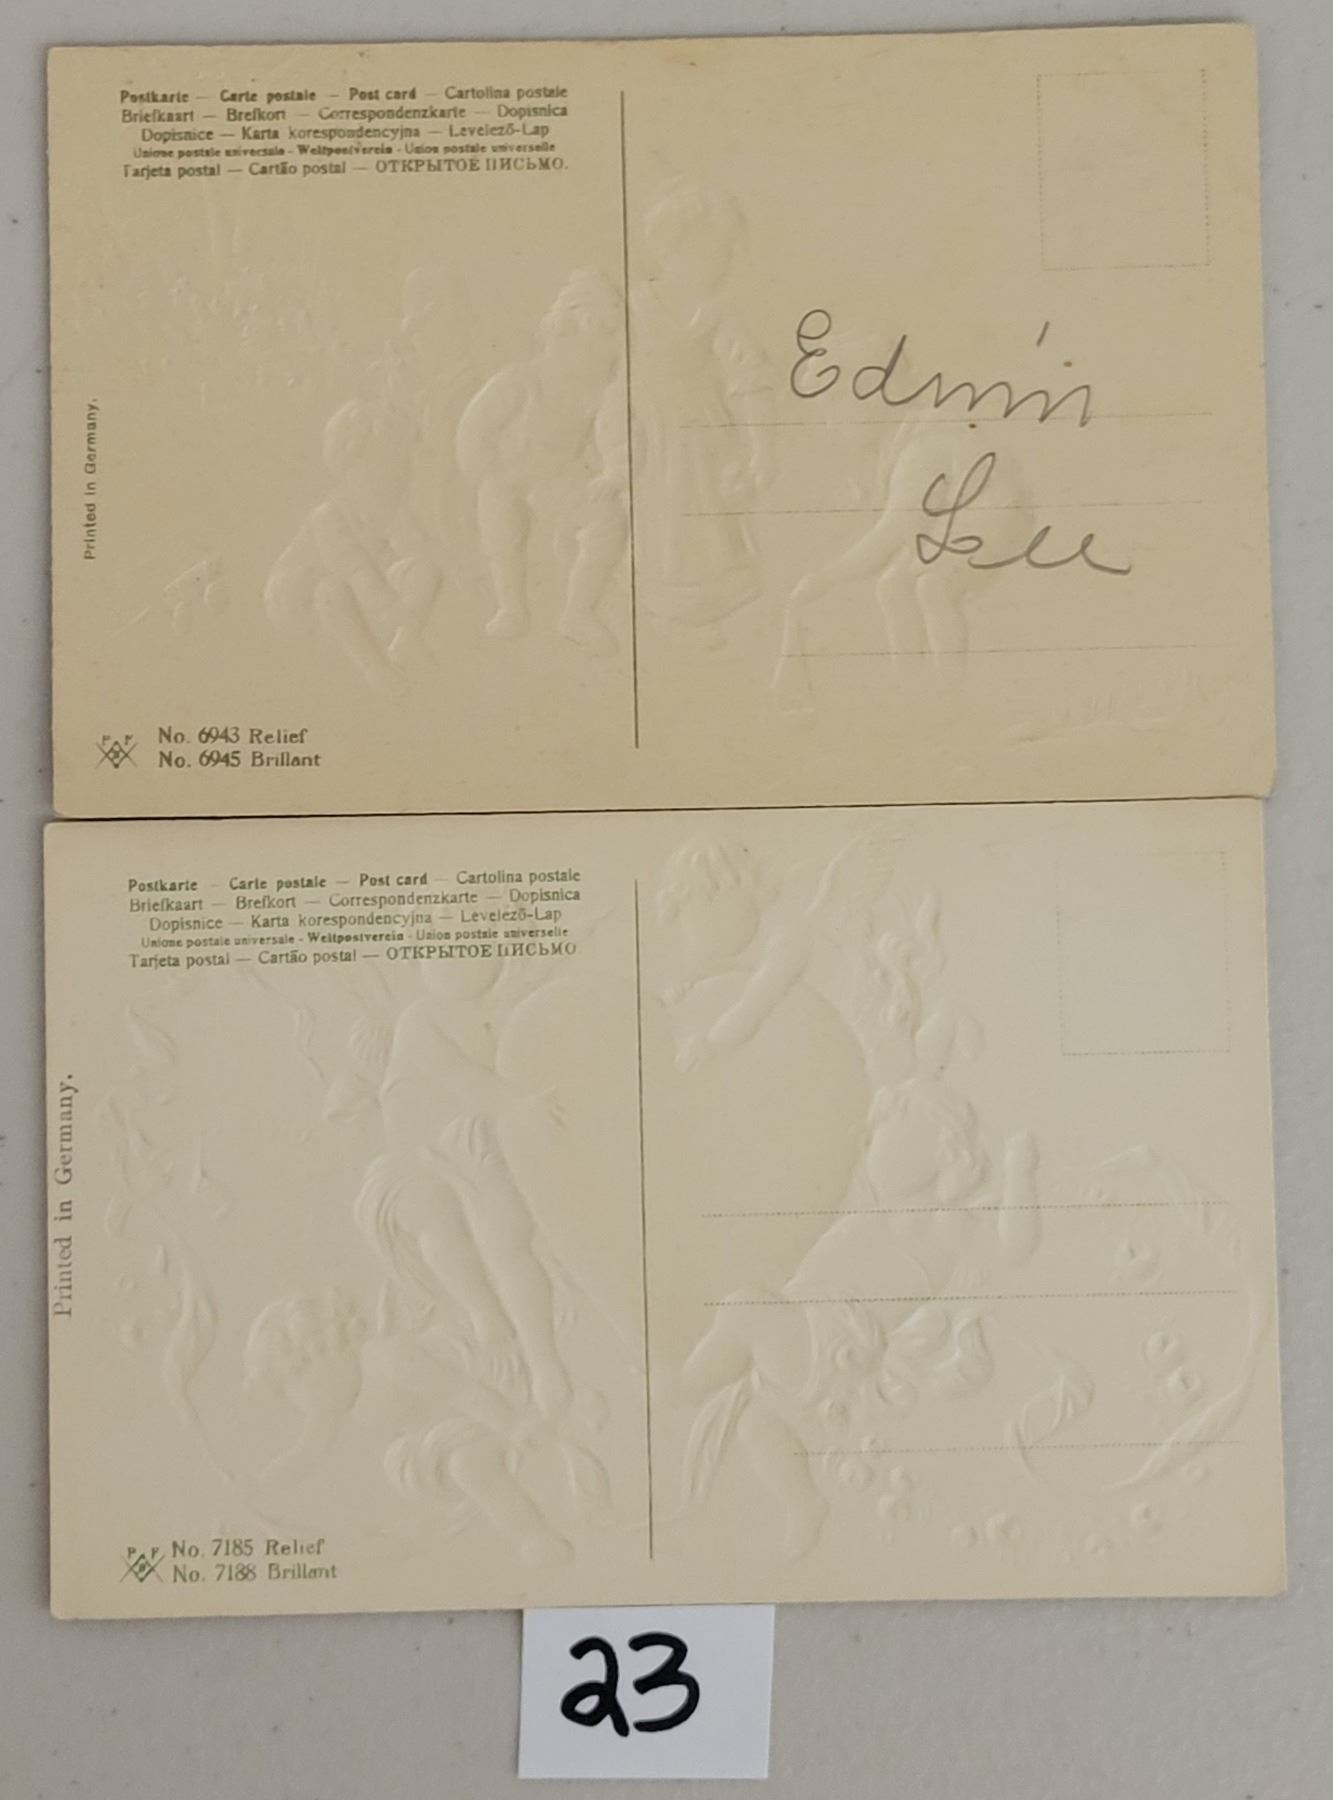 Postkarte — Carte postale — Post card — Cartolina postale
Briefkaart — Brefkort — Correspondenzkarte — Dopisnica
Dopisnice — Karta korespondencyjna — Levelező-Lap
Unione postale universale - Weltpostverein - Union postale universelle
Tarjeta postal — Cartão postal — ОТКРЫТОЕ ПИСЬМО.
Edwin
Lee
Printed in Germany.
P F B
No. 6943 Relief
No. 6945 Brillant
Postkarte — Carte postale — Post card — Cartolina postale
Briefkaart — Brefkort — Correspondenzkarte — Dopisnica
Dopisnice — Karta korespondencyjna — Levelező-Lap
Unione postale universale - Weltpostverein - Union postale universelle
Tarjeta postal — Cartão postal — ОТКРЫТОЕ ПИСЬМО
Printed in Germany.
P F B
No. 7185 Relief
No. 7188 Brillant
23